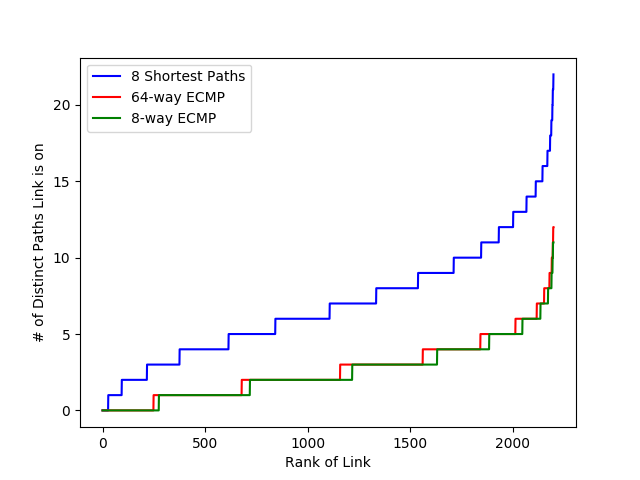 8 Shortest Paths
64-way ECMP
8-way ECMP
# of Distinct Paths Link is on
20
15
10
5
0
0 500 1000 1500 2000
Rank of Link